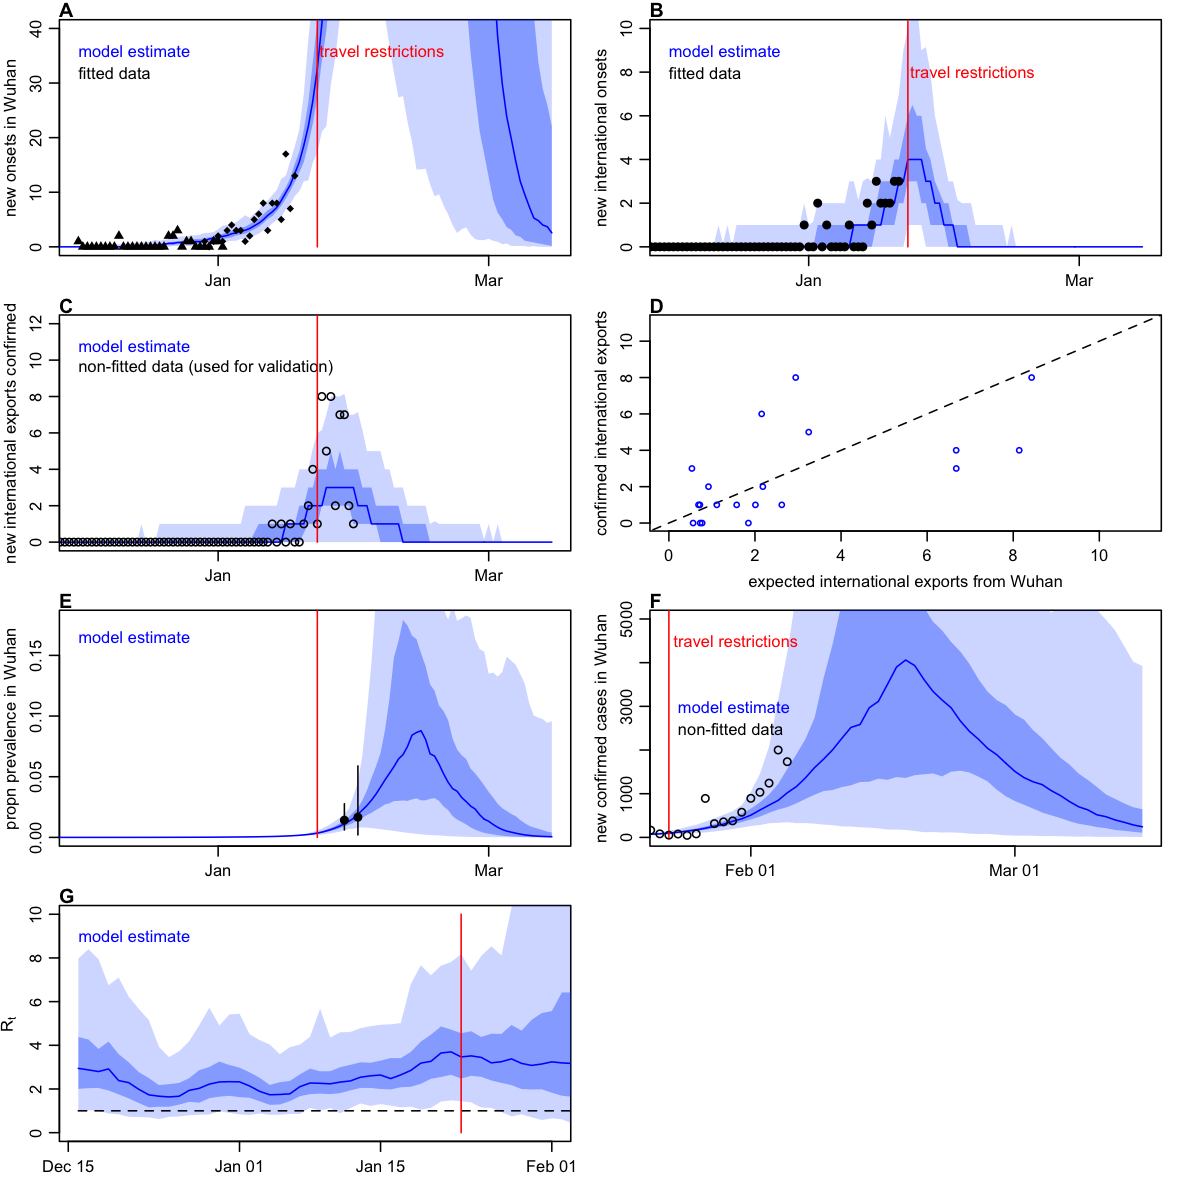 A
new onsets in Wuhan
40
30
20
10
0
model estimate
fitted data
travel restrictions
Jan
Mar
B
new international onsets
10
8
6
4
2
0
model estimate
fitted data
travel restrictions
Jan
Mar
C
new international exports confirmed
12
10
8
6
4
2
0
model estimate
non-fitted data (used for validation)
Jan
Mar
D
confirmed international exports
10
8
6
4
2
0
0 2 4 6 8 10
expected international exports from Wuhan
E
propn prevalence in Wuhan
0.15
0.10
0.05
0.00
model estimate
Jan
Mar
F
new confirmed cases in Wuhan
5000
3000
1000
0
travel restrictions
model estimate
non-fitted data
Feb 01
Mar 01
G
Rt
10
8
6
4
2
0
model estimate
Dec 15
Jan 01
Jan 15
Feb 01